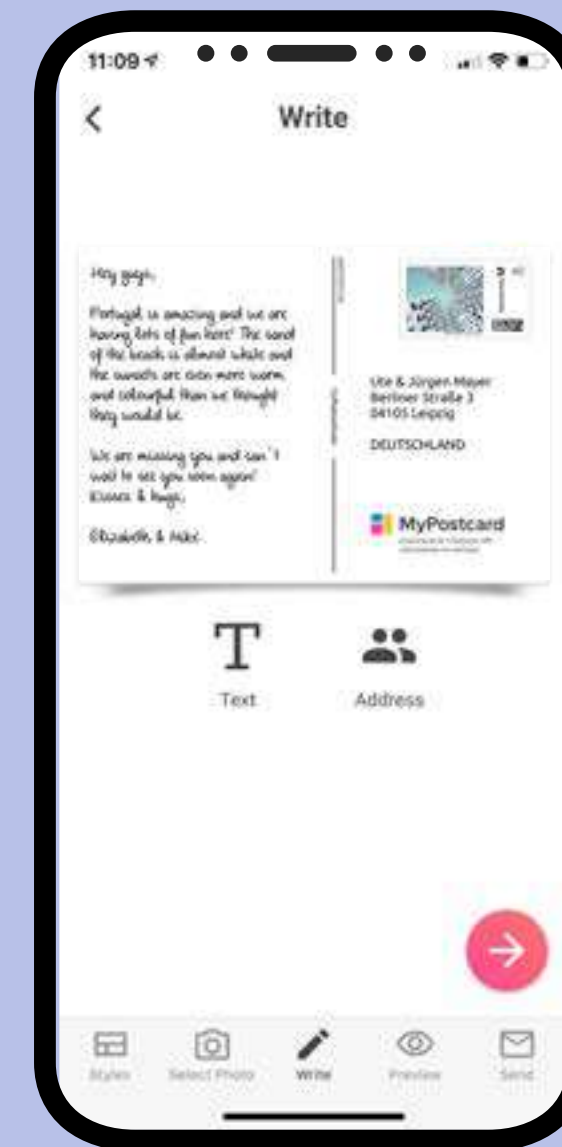 11:09
Write
Hey guys,
Portugal is amazing and we are
having lots of fun here! The sand
of the beach is almost white and
the sunsets are even more warm
and colourful than we thought
they would be.
We are missing you and can't
wait to see you soon again!
Kisses & hugs,
Elizabeth & Mike
Ute & Jürgen Mayer
Berliner Straße 3
04105 Leipzig
DEUTSCHLAND
MyPostcard
Text
Address
Styles
Select Photo
Write
Preview
Send